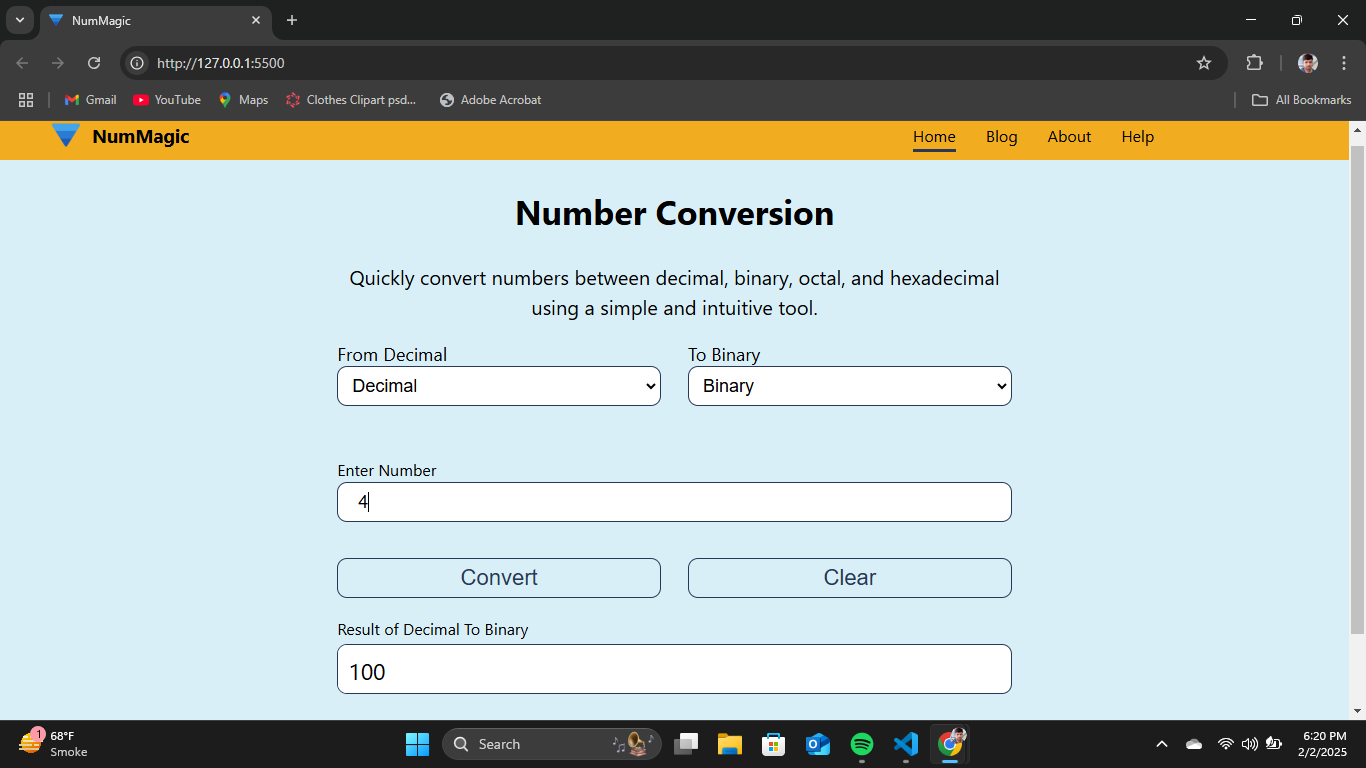 NumMagic
http://127.0.0.1:5500
Gmail YouTube Maps Clothes Clipart psd... Adobe Acrobat All Bookmarks
NumMagic Home Blog About Help
Number Conversion
Quickly convert numbers between decimal, binary, octal, and hexadecimal
using a simple and intuitive tool.
From Decimal To Binary
Decimal Binary
Enter Number
4
Convert Clear
Result of Decimal To Binary
100
1 68°F
Smoke
Search
6:20 PM
2/2/2025